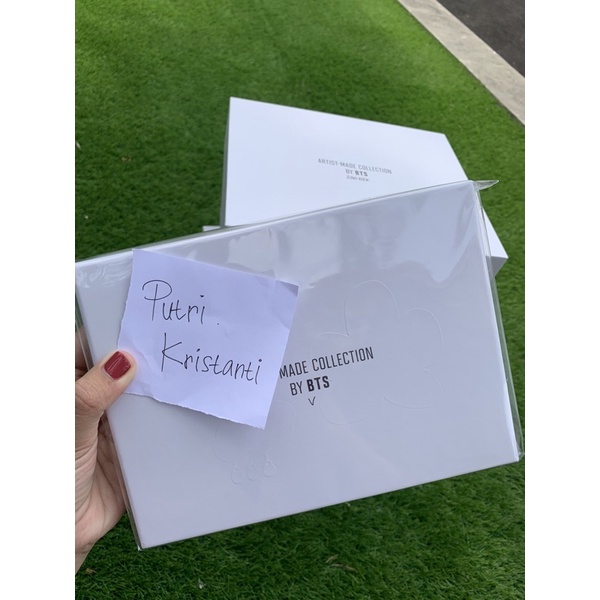 ARTIST-MADE COLLECTION
BY BTS
Putri
Kristanti
MADE COLLECTION
BY BTS
V